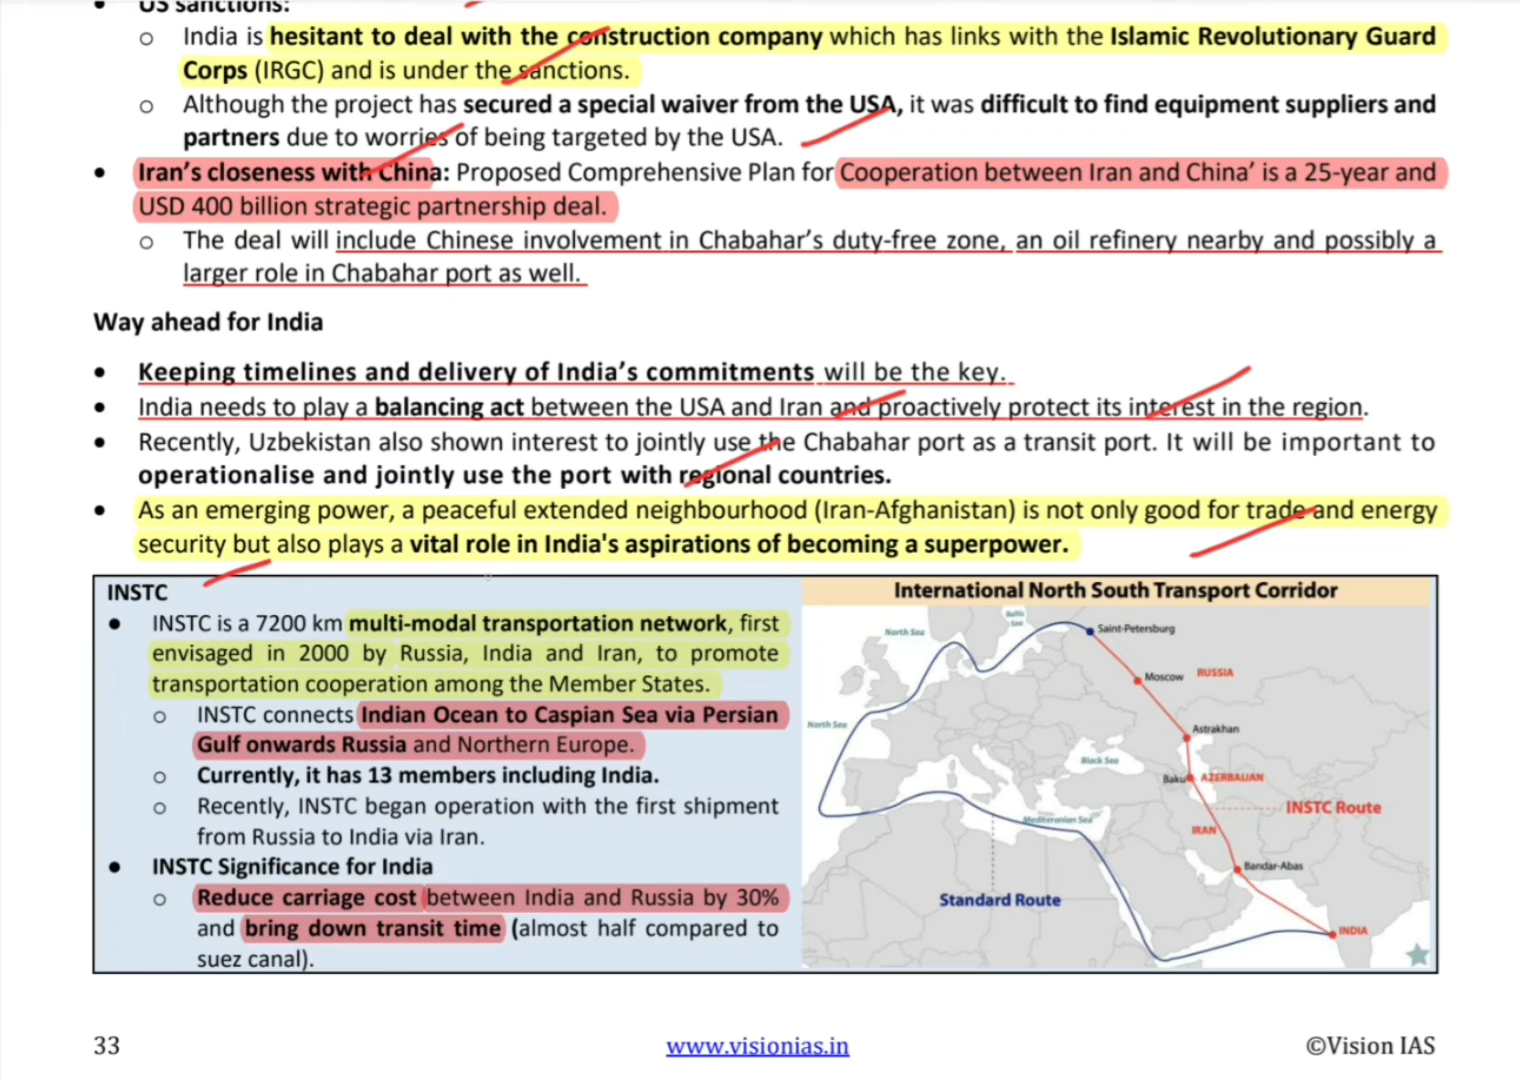 US sanctions:
o India is hesitant to deal with the construction company which has links with the Islamic Revolutionary Guard
Corps (IRGC) and is under the sanctions.
o Although the project has secured a special waiver from the USA, it was difficult to find equipment suppliers and
partners due to worries of being targeted by the USA.
• Iran's closeness with China: Proposed Comprehensive Plan for Cooperation between Iran and China' is a 25-year and
USD 400 billion strategic partnership deal.
o The deal will include Chinese involvement in Chabahar's duty-free zone, an oil refinery nearby and possibly a
larger role in Chabahar port as well.
Way ahead for India
• Keeping timelines and delivery of India's commitments will be the key.
• India needs to play a balancing act between the USA and Iran and proactively protect its interest in the region.
• Recently, Uzbekistan also shown interest to jointly use the Chabahar port as a transit port. It will be important to
operationalise and jointly use the port with regional countries.
• As an emerging power, a peaceful extended neighbourhood (Iran-Afghanistan) is not only good for trade and energy
security but also plays a vital role in India's aspirations of becoming a superpower.
INSTC
• INSTC is a 7200 km multi-modal transportation network, first
envisaged in 2000 by Russia, India and Iran, to promote
transportation cooperation among the Member States.
o INSTC connects Indian Ocean to Caspian Sea via Persian
Gulf onwards Russia and Northern Europe.
o Currently, it has 13 members including India.
o Recently, INSTC began operation with the first shipment
from Russia to India via Iran.
• INSTC Significance for India
o Reduce carriage cost between India and Russia by 30%
and bring down transit time (almost half compared to
suez canal).
International North South Transport Corridor
Baltic
Sea
North Sea
Saint-Petersburg
Moscow
RUSSIA
North Sea
Astrakhan
Black Sea
Baku
AZERBAIJAN
INSTC Route
Mediterranian Sea
IRAN
Bandar-Abas
Standard Route
INDIA
33
www.visionias.in
©Vision IAS